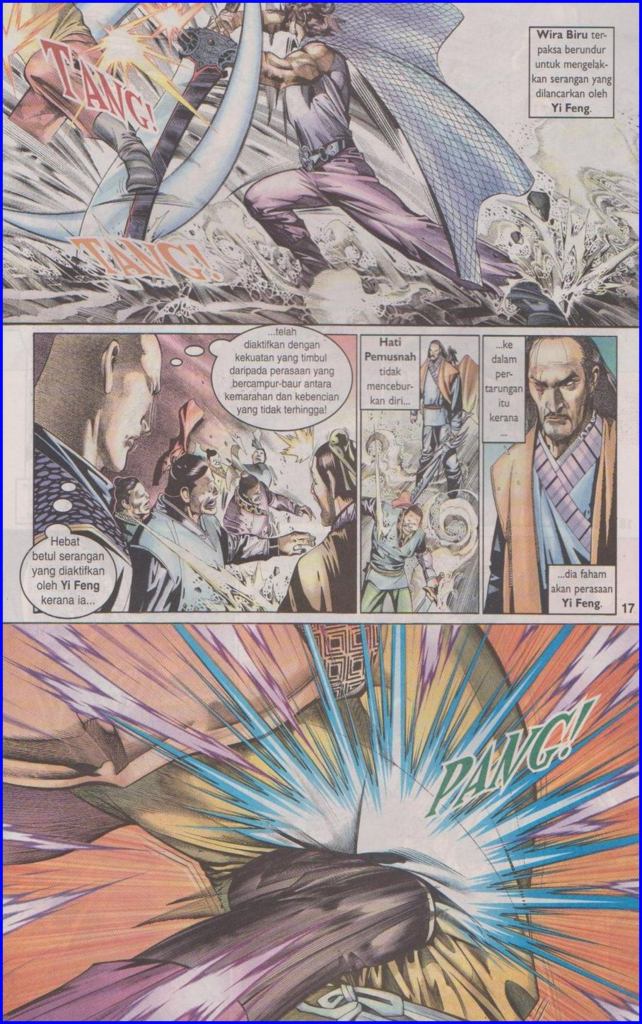 Wira Biru ter-
paksa berundur
untuk mengelak-
kan serangan yang
dilancarkan oleh
Yi Feng.
TANG!
TANG!
Hebat
betul serangan
yang diaktifkan
oleh Yi Feng
kerana ia...
...telah
diaktifkan dengan
kekuatan yang timbul
daripada perasaan yang
bercampur-baur antara
kemarahan dan kebencian
yang tidak terhingga!
Hati
Pemusnah
tidak
mencebur-
kan diri...
...ke
dalam
per-
tarungan
itu
kerana
...
...dia faham
akan perasaan
Yi Feng.
17
PANG!